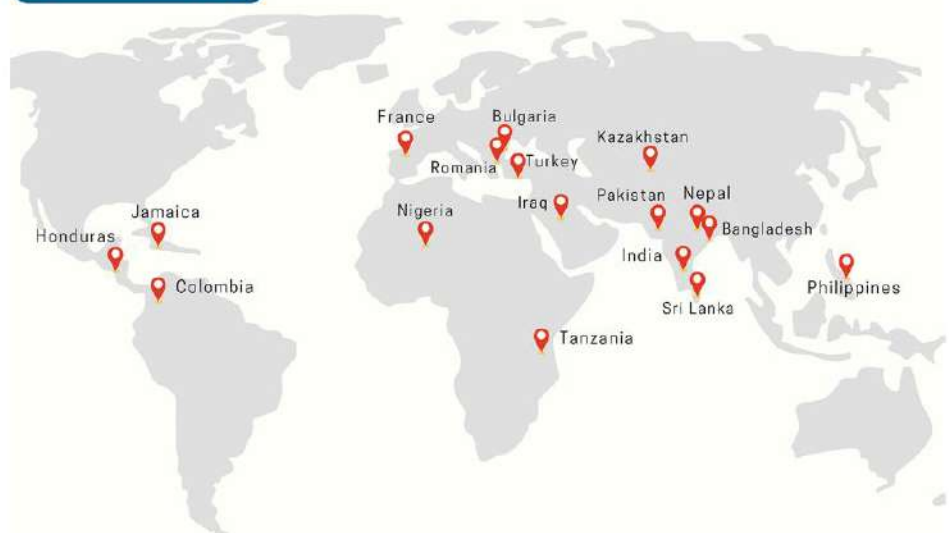 France
Bulgaria
Kazakhstan
Romania
Turkey
Pakistan
Nepal
Iraq
Nigeria
Jamaica
Bangladesh
Honduras
India
Colombia
Philippines
Sri Lanka
Tanzania